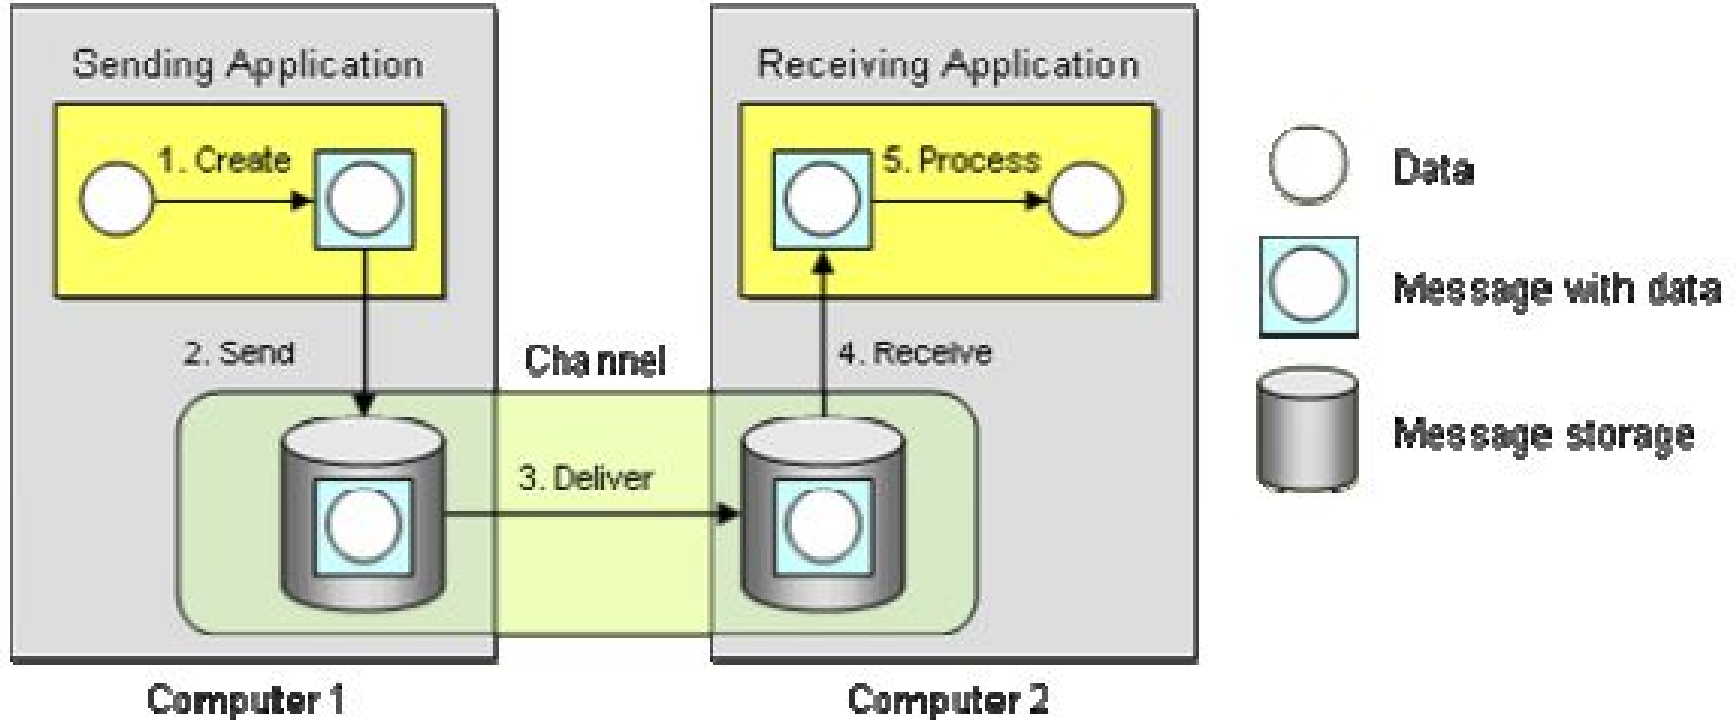 Sending Application
1. Create
2. Send
Channel
3. Deliver
Computer 1
Receiving Application
5. Process
4. Receive
Computer 2
Data
Message with data
Message storage